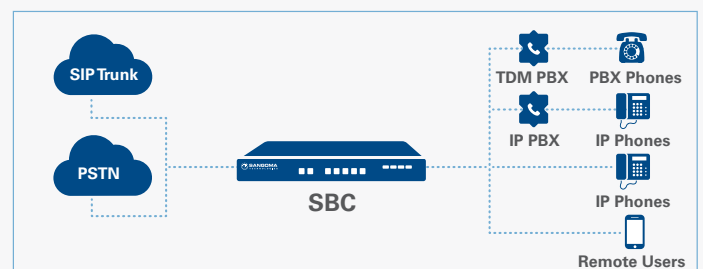 SIP Trunk
PSTN
SANGOMA
SBC
TDM PBX
PBX Phones
IP PBX
IP Phones
IP Phones
Remote Users